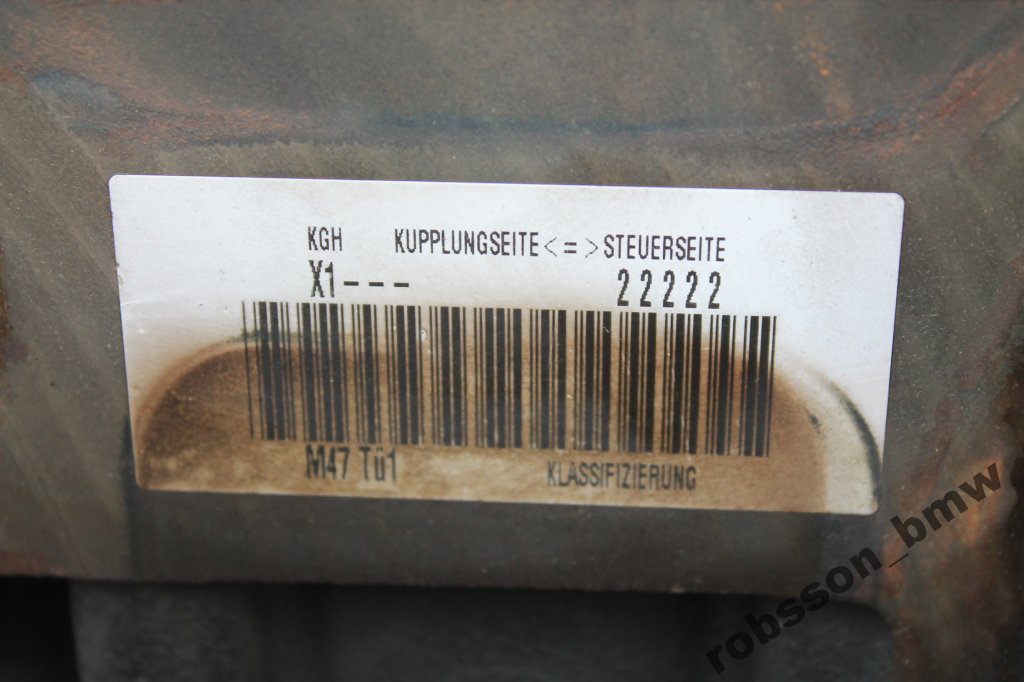 KGH KUPPLUNGSEITE < = > STEUERSEITE
X1--- 22222
M47 Tü1 KLASSIFIZIERUNG
robsson_bmw